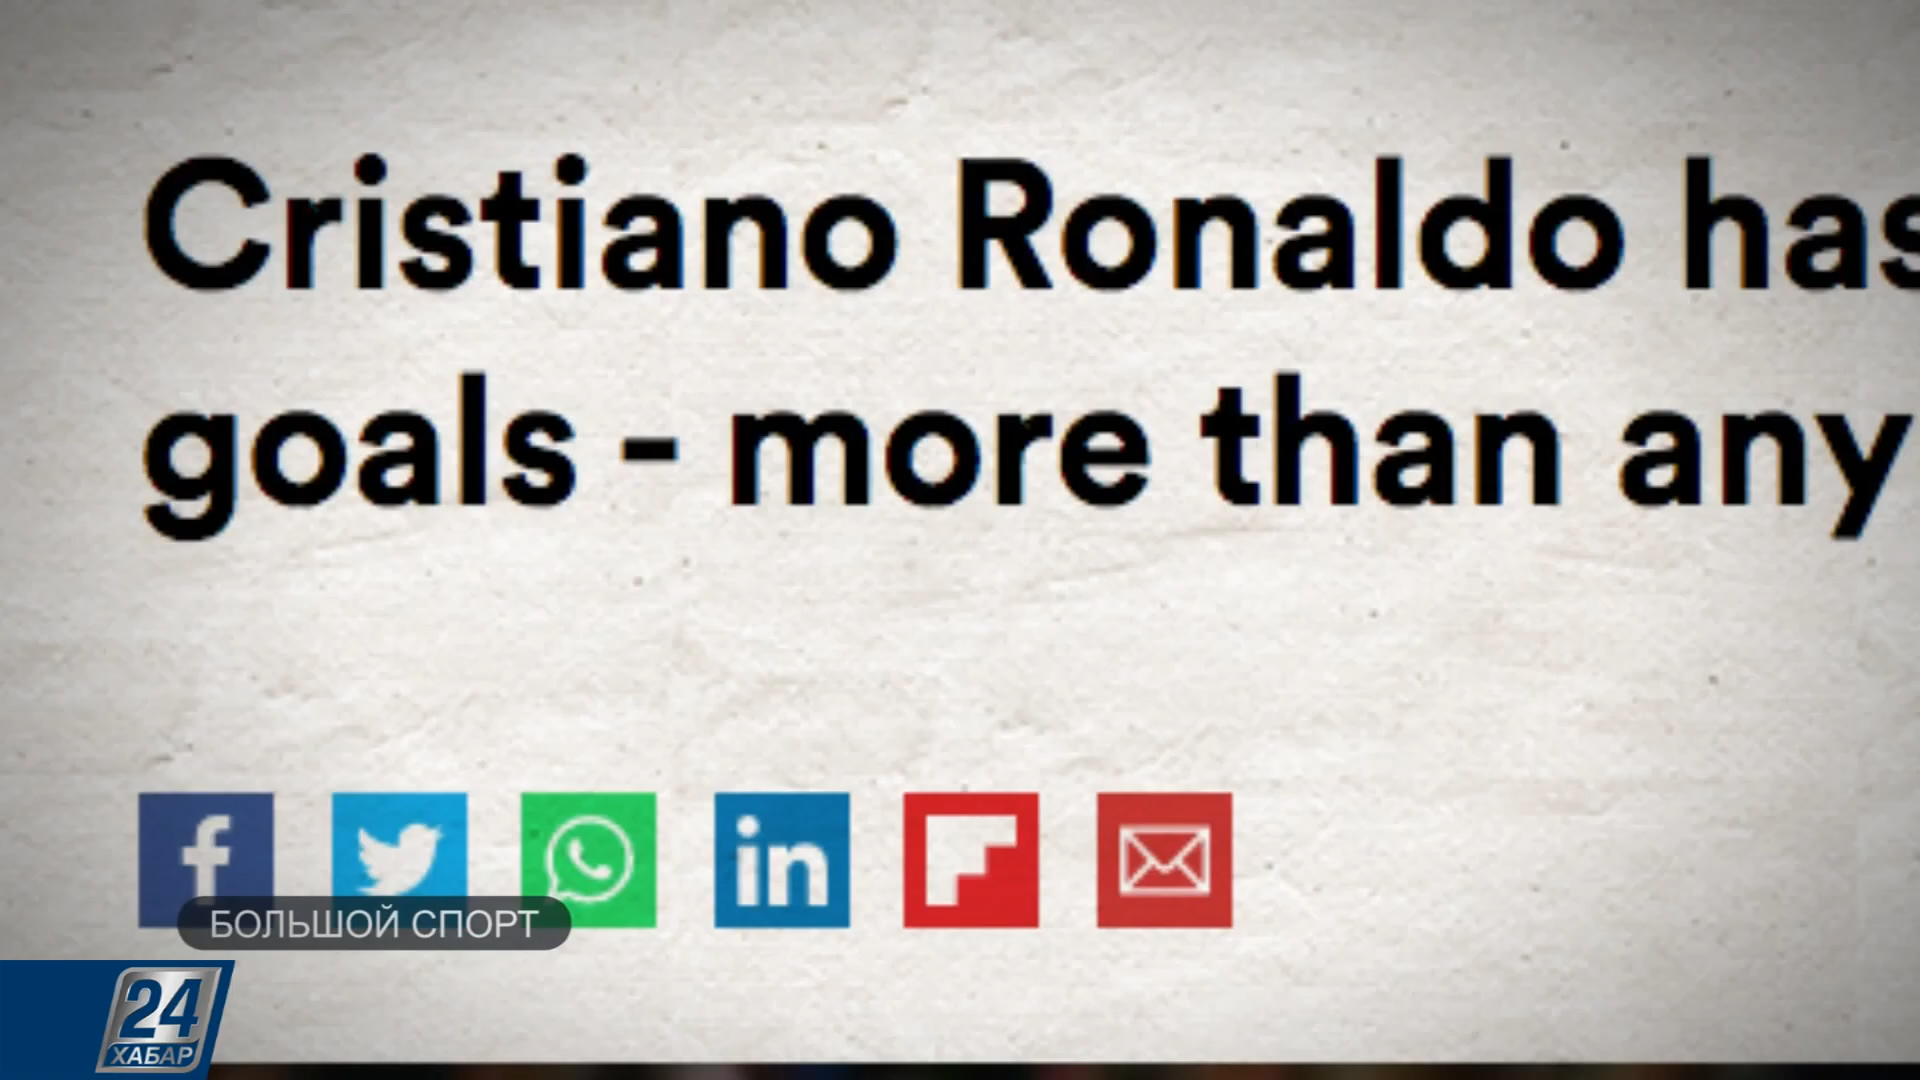 Cristiano Ronaldo has
goals - more than any
БОЛЬШОЙ СПОРТ
24
ХАБАР